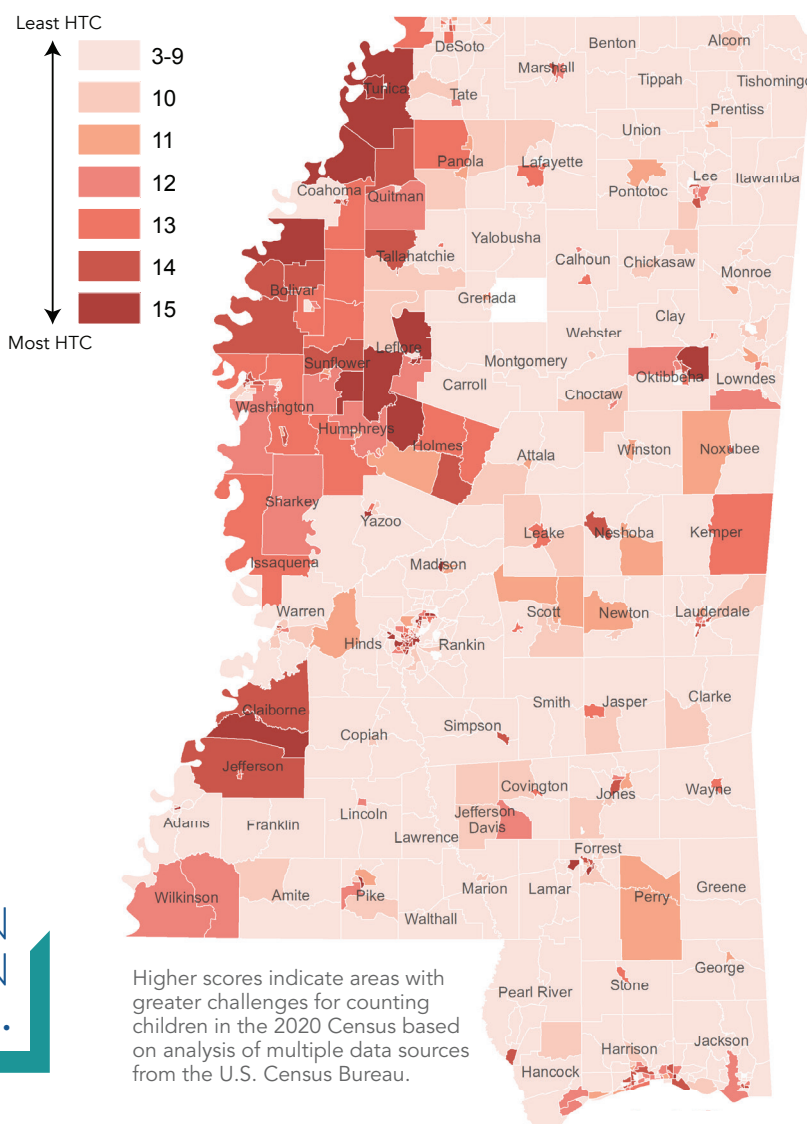 Least HTC
3-9
10
11
12
13
14
15
Most HTC
DeSoto
Benton
Alcorn
Marshall
Tippah
Tishoming
Tunica
Tate
Prentiss
Union
Panola
Lafayette
Lee
Itawamba
Coahoma
Quitman
Pontotoc
Yalobusha
Tallahatchie
Calhoun
Chickasaw
Monroe
Bolivar
Grenada
Clay
Webster
Leflore
Sunflower
Montgomery
Oktibbeha
Lowndes
Carroll
Choctaw
Washington
Humphreys
Holmes
Attala
Winston
Noxubee
Sharkey
Yazoo
Leake
Neshoba
Kemper
Issaquena
Madison
Warren
Scott
Newton
Lauderdale
Hinds
Rankin
Smith
Jasper
Clarke
Claiborne
Copiah
Simpson
Jefferson
Covington
Jones
Wayne
Adams
Franklin
Lincoln
Jefferson
Davis
Lawrence
Forrest
Wilkinson
Amite
Pike
Marion
Lamar
Perry
Greene
Walthall
George
Stone
Pearl River
Jackson
Harrison
Hancock
N
N
.
Higher scores indicate areas with
greater challenges for counting
children in the 2020 Census based
on analysis of multiple data sources
from the U.S. Census Bureau.